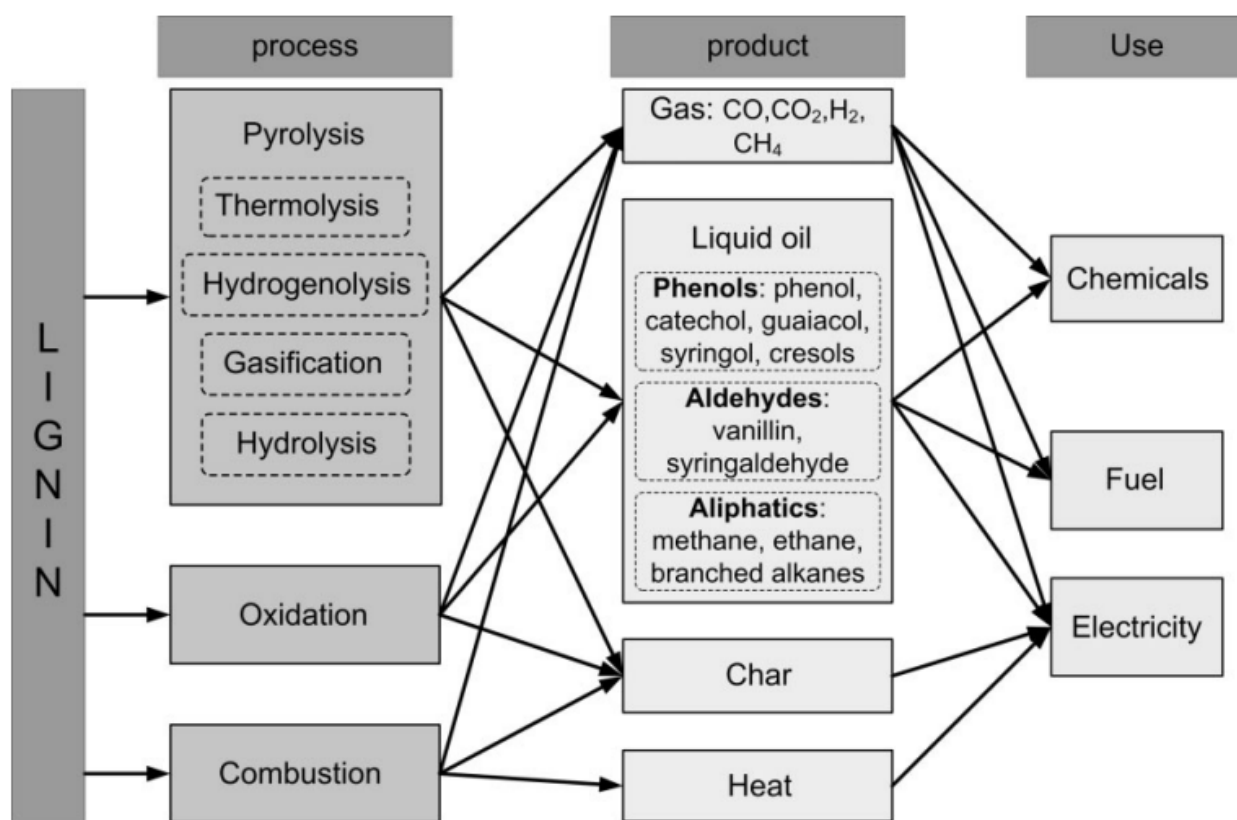 process
product
Use
LIGNIN
Pyrolysis
Thermolysis
Hydrogenolysis
Gasification
Hydrolysis
Oxidation
Combustion
Gas: CO,CO₂,H₂,
CH₄
Liquid oil
Phenols: phenol,
catechol, guaiacol,
syringol, cresols
Aldehydes:
vanillin,
syringaldehyde
Aliphatics:
methane, ethane,
branched alkanes
Char
Heat
Chemicals
Fuel
Electricity